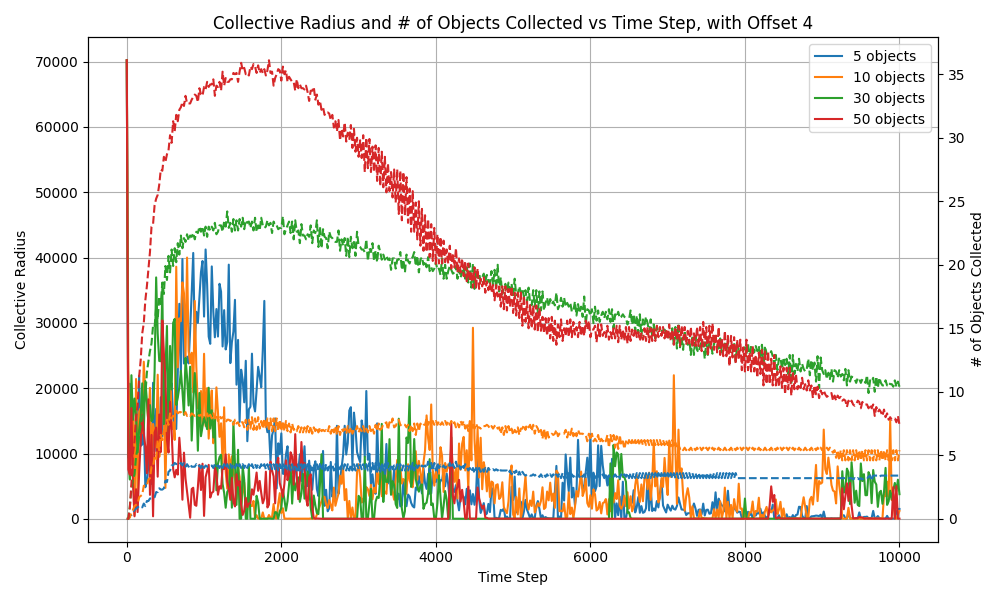 Collective Radius and # of Objects Collected vs Time Step, with Offset 4
5 objects
10 objects
30 objects
50 objects
Collective Radius
70000
60000
50000
40000
30000
20000
10000
0
# of Objects Collected
35
30
25
20
15
10
5
0
0 2000 4000 6000 8000 10000
Time Step